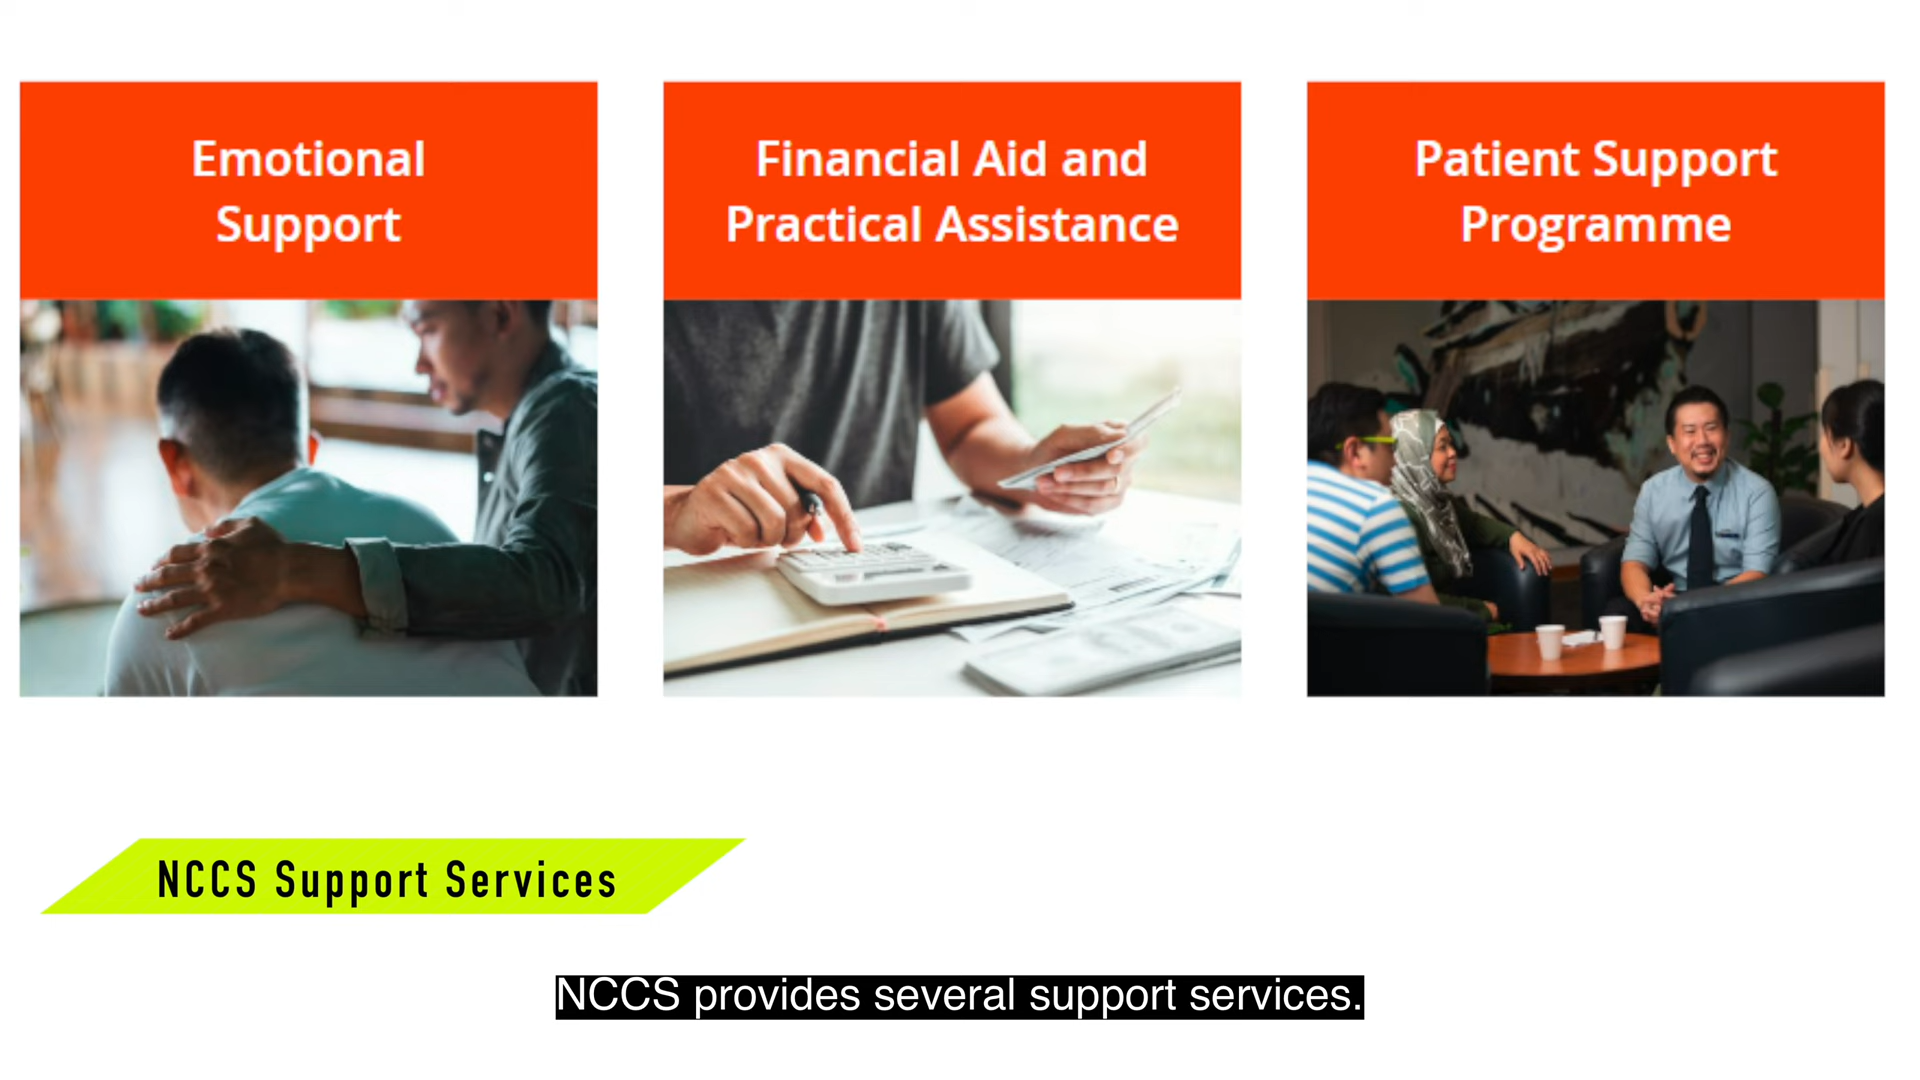 Emotional
Support
Financial Aid and
Practical Assistance
Patient Support
Programme
NCCS Support Services
NCCS provides several support services.